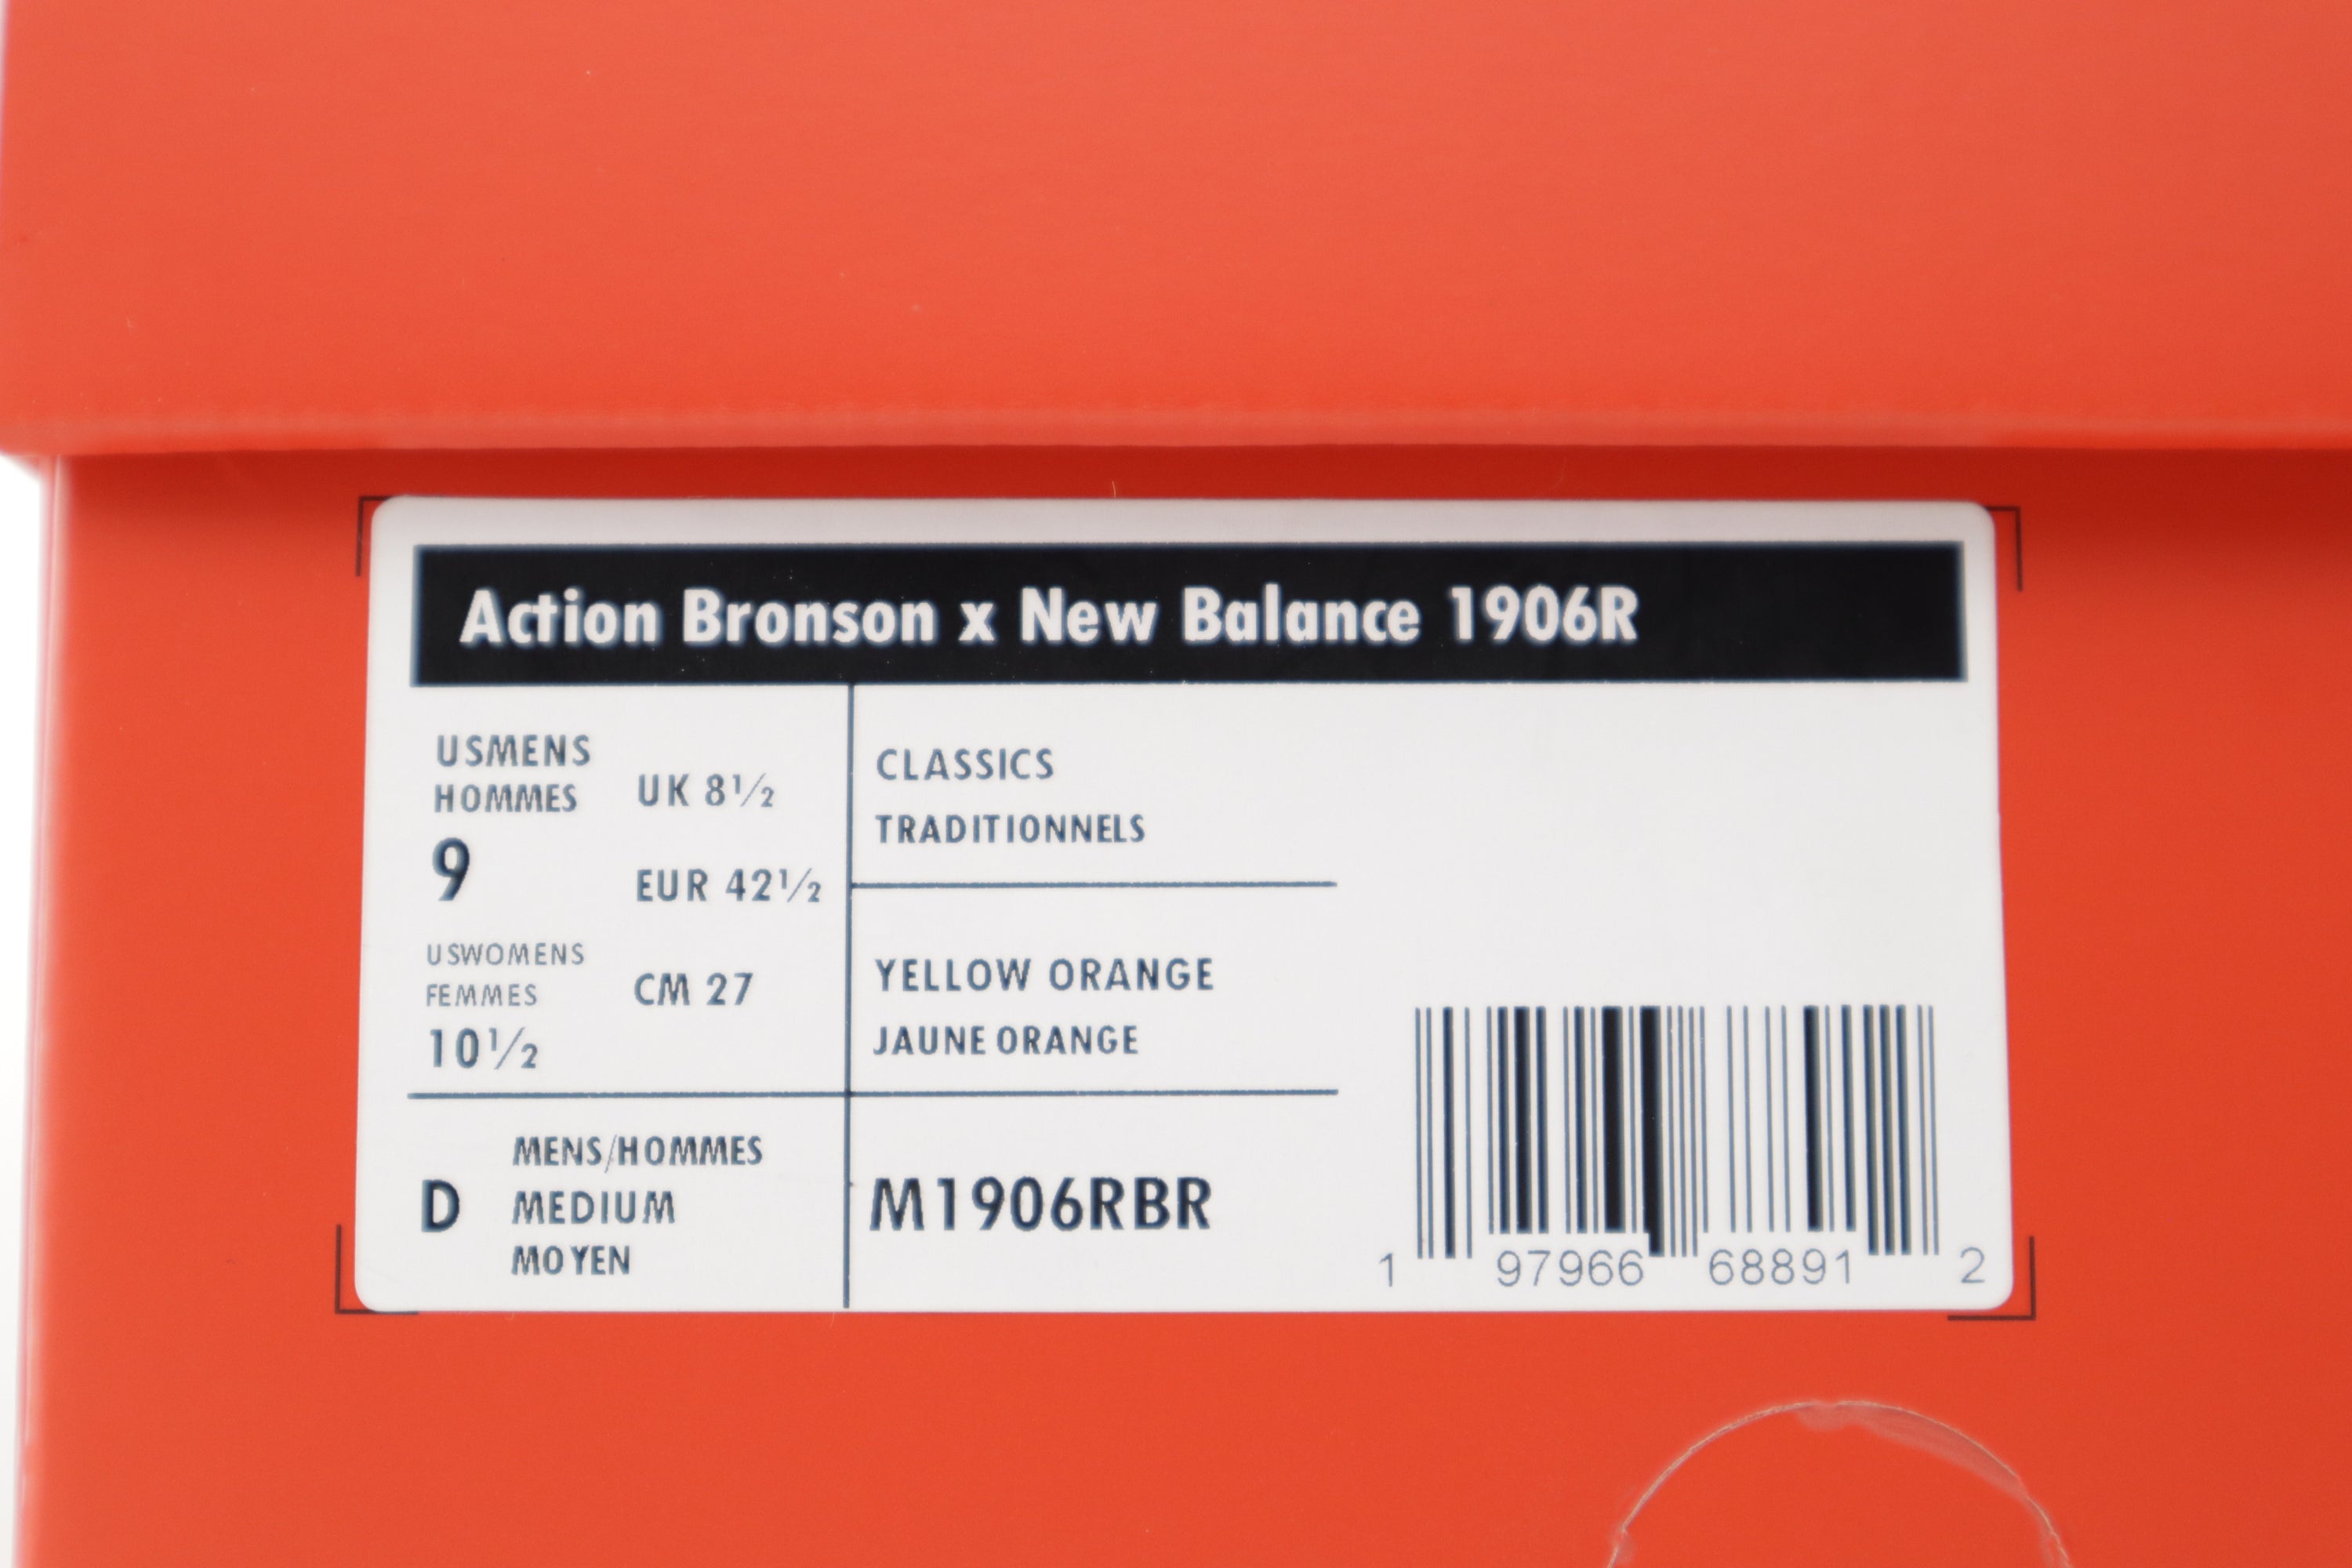 Action Bronson x New Balance 1906R
USMENS
HOMMES
9
UK 8½
EUR 42½
USWOMENS
FEMMES
10½
CM 27
CLASSICS
TRADITIONNELS
YELLOW ORANGE
JAUNE ORANGE
D
MENS/HOMMES
MEDIUM
MOYEN
M1906RBR
1 97966 68891 2